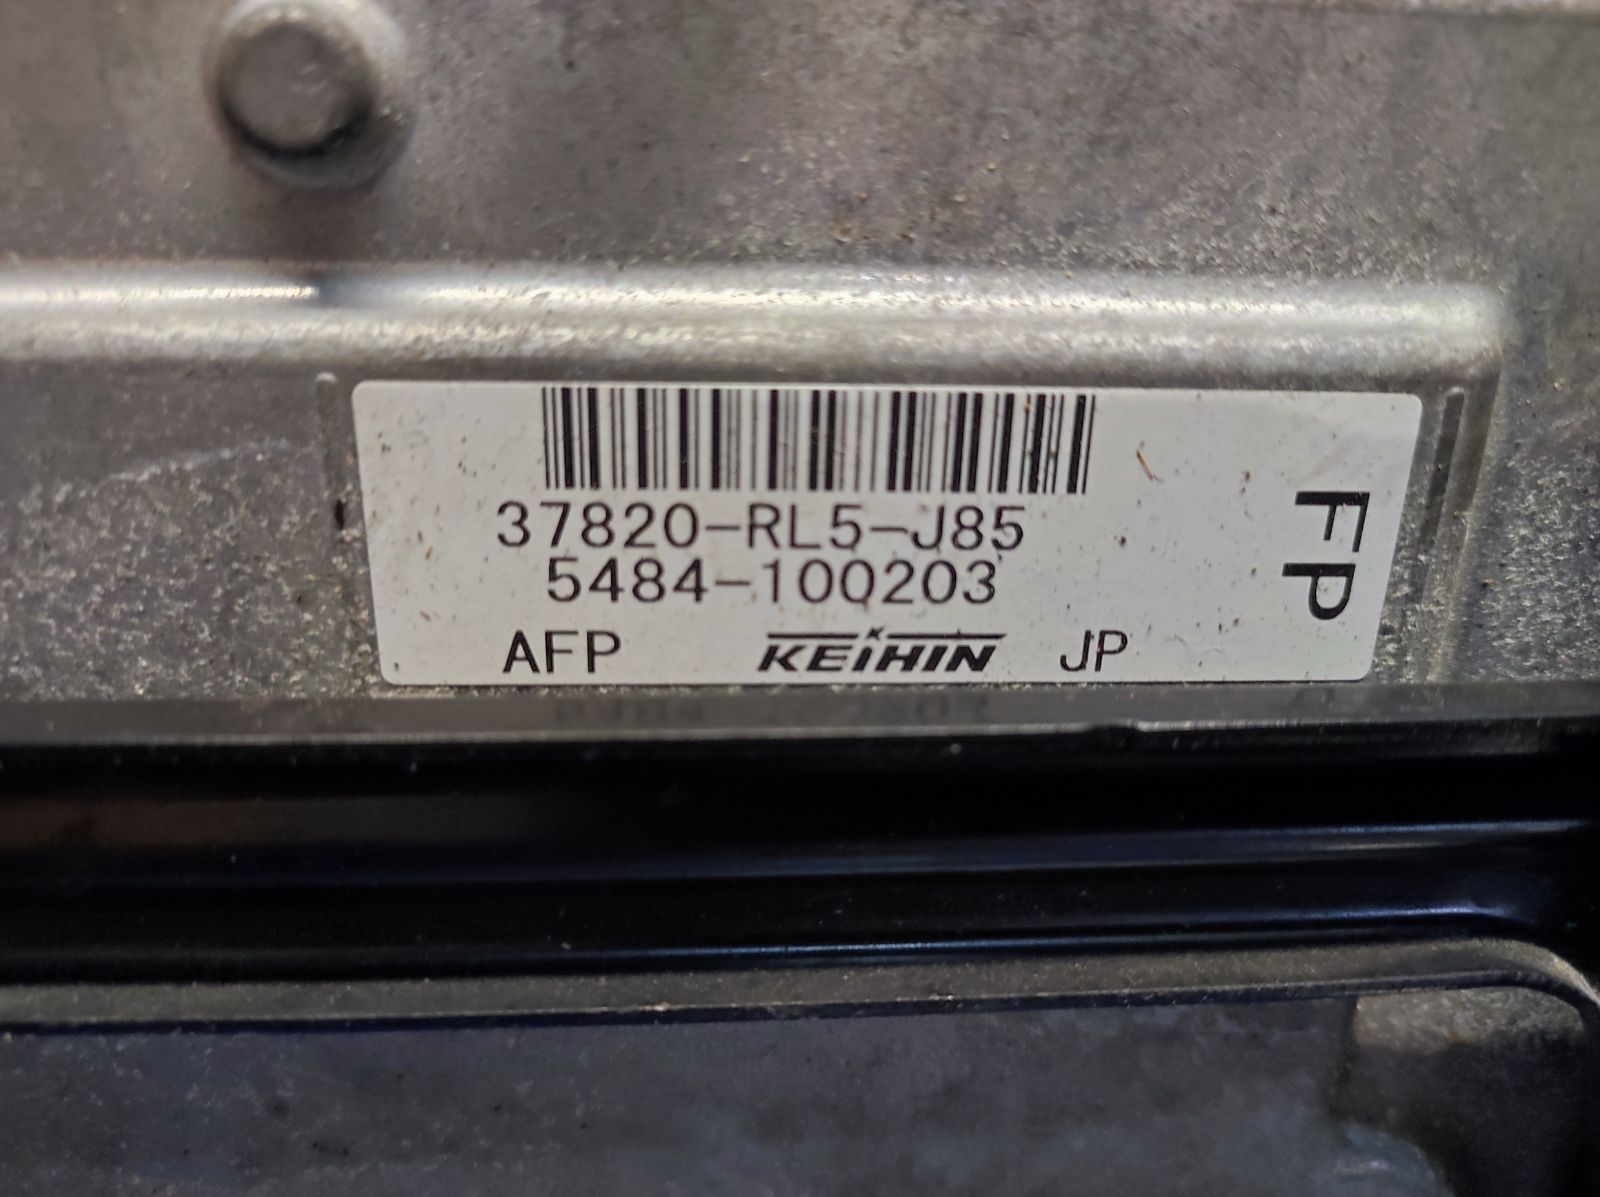 37820-RL5-J85
5484-100203
AFP KEIHIN JP
FP